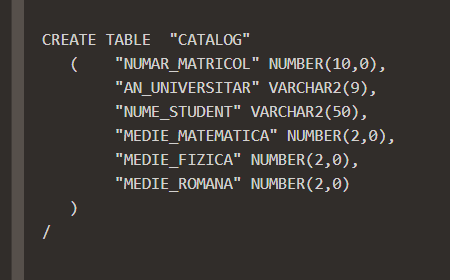 CREATE TABLE  "CATALOG"
   (    "NUMAR_MATRICOL" NUMBER(10,0),
        "AN_UNIVERSITAR" VARCHAR2(9),
        "NUME_STUDENT" VARCHAR2(50),
        "MEDIE_MATEMATICA" NUMBER(2,0),
        "MEDIE_FIZICA" NUMBER(2,0),
        "MEDIE_ROMANA" NUMBER(2,0)
   )
/